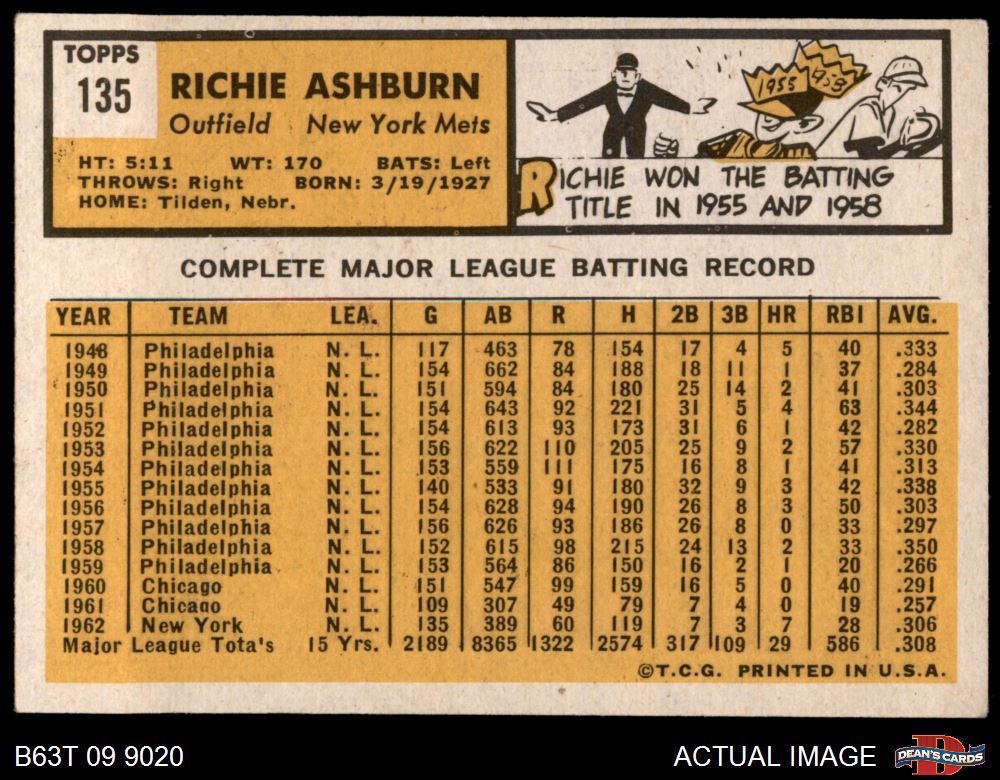 TOPPS
135
RICHIE ASHBURN
Outfield New York Mets
HT: 5:11 WT: 170 BATS: Left
THROWS: Right BORN: 3/19/1927
HOME: Tilden, Nebr.
1955 1958
RICHIE WON THE BATTING
TITLE IN 1955 AND 1958
COMPLETE MAJOR LEAGUE BATTING RECORD
YEAR TEAM LEA. G AB R H 2B 3B HR RBI AVG.
1948 Philadelphia N. L. 117 463 78 154 17 4 5 40 .333
1949 Philadelphia N. L. 154 662 84 188 18 11 1 37 .284
1950 Philadelphia N. L. 151 594 84 180 25 14 2 41 .303
1951 Philadelphia N. L. 154 643 92 221 31 5 4 63 .344
1952 Philadelphia N. L. 154 613 93 173 31 6 1 42 .282
1953 Philadelphia N. L. 156 622 110 205 25 9 2 57 .330
1954 Philadelphia N. L. 153 559 111 175 16 8 1 41 .313
1955 Philadelphia N. L. 140 533 91 180 32 9 3 42 .338
1956 Philadelphia N. L. 154 628 94 190 26 8 3 50 .303
1957 Philadelphia N. L. 156 626 93 186 26 8 0 33 .297
1958 Philadelphia N. L. 152 615 98 215 24 13 2 33 .350
1959 Philadelphia N. L. 153 564 86 150 16 2 1 20 .266
1960 Chicago N. L. 151 547 99 159 16 5 0 40 .291
1961 Chicago N. L. 109 307 49 79 7 4 0 19 .257
1962 New York N. L. 135 389 60 119 7 3 7 28 .306
Major League Tota's 15 Yrs. 2189 8365 1322 2574 317 109 29 586 .308
©T.C.G. PRINTED IN U.S.A.
B63T 09 9020 ACTUAL IMAGE DEAN'S CARDS